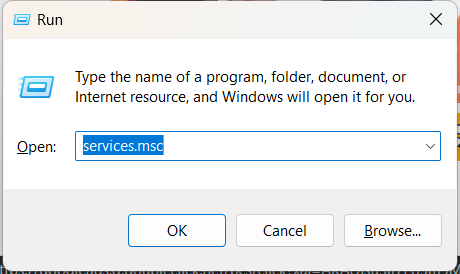 Run
Type the name of a program, folder, document, or
Internet resource, and Windows will open it for you.
Open:
services.msc
OK
Cancel
Browse...